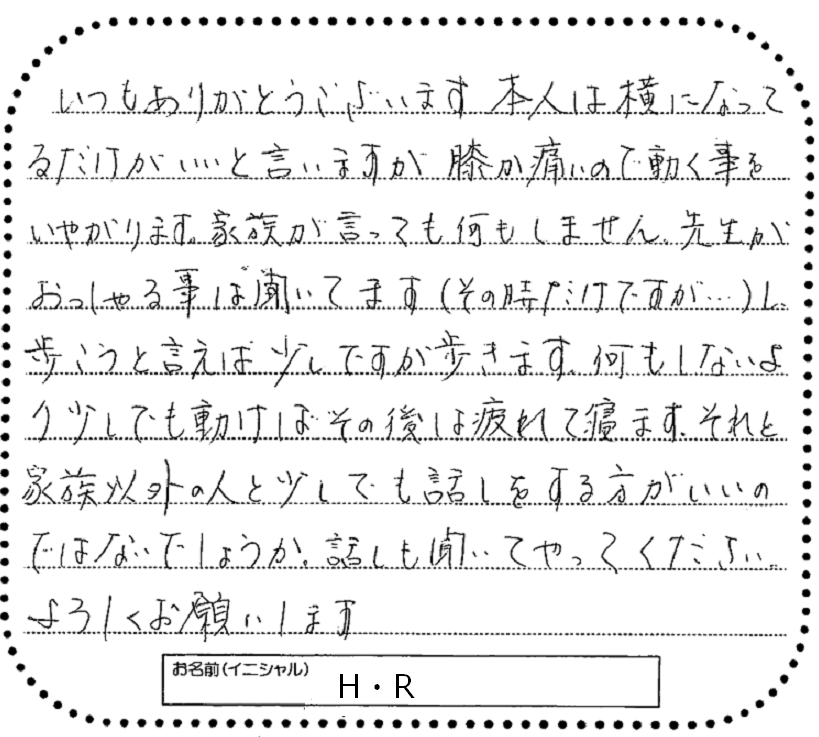 いつもありがとうございます 本人は横になって
るだけがいいと言いますが 膝が痛いので動く事を
いやがります。家族が言っても何もしません。先生が
おっしゃる事は聞いてます(その時だけですが…)し、
歩こうと言えば少しですが歩きます。何もしないよ
り少しでも動けばその後は疲れて寝ます。それと
家族以外の人と少しでも話しをする方がいいの
ではないでしょうか。話しも聞いてやってください。
よろしくお願いします
お名前(イニシャル)
H・R